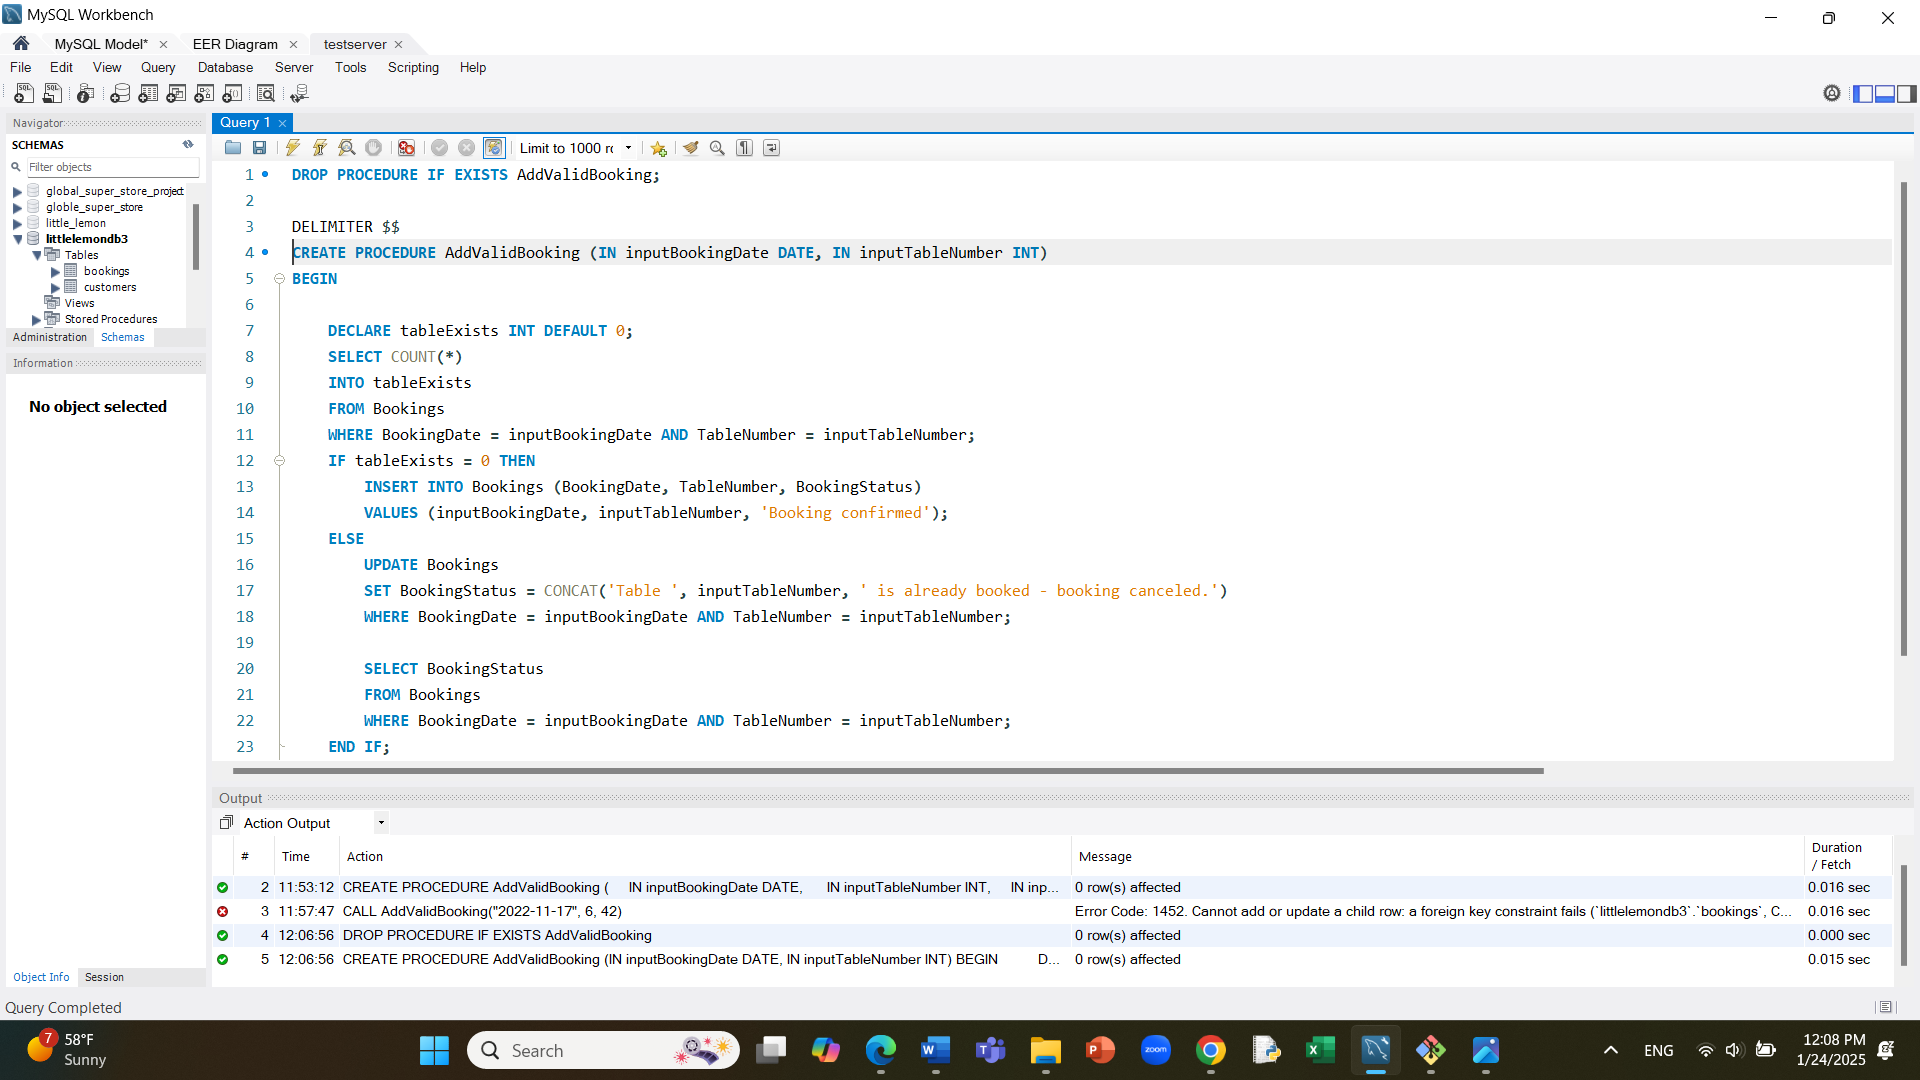 MySQL Workbench
MySQL Model*
EER Diagram
testserver
File Edit View Query Database Server Tools Scripting Help
Navigator
SCHEMAS
Filter objects
global_super_store_project
globle_super_store
little_lemon
littlelemondb3
Tables
bookings
customers
Views
Stored Procedures
Administration Schemas
Information
No object selected
Object Info Session
Query 1
Limit to 1000 rc
1 DROP PROCEDURE IF EXISTS AddValidBooking;
2
3 DELIMITER $$
4 CREATE PROCEDURE AddValidBooking (IN inputBookingDate DATE, IN inputTableNumber INT)
5 BEGIN
6
7 DECLARE tableExists INT DEFAULT 0;
8 SELECT COUNT(*)
9 INTO tableExists
10 FROM Bookings
11 WHERE BookingDate = inputBookingDate AND TableNumber = inputTableNumber;
12 IF tableExists = 0 THEN
13 INSERT INTO Bookings (BookingDate, TableNumber, BookingStatus)
14 VALUES (inputBookingDate, inputTableNumber, 'Booking confirmed');
15 ELSE
16 UPDATE Bookings
17 SET BookingStatus = CONCAT('Table ', inputTableNumber, ' is already booked - booking canceled.')
18 WHERE BookingDate = inputBookingDate AND TableNumber = inputTableNumber;
19
20 SELECT BookingStatus
21 FROM Bookings
22 WHERE BookingDate = inputBookingDate AND TableNumber = inputTableNumber;
23 END IF;
Output
Action Output
# Time Action Message Duration / Fetch
2 11:53:12 CREATE PROCEDURE AddValidBooking ( IN inputBookingDate DATE, IN inputTableNumber INT, IN inp... 0 row(s) affected 0.016 sec
3 11:57:47 CALL AddValidBooking("2022-11-17", 6, 42) Error Code: 1452. Cannot add or update a child row: a foreign key constraint fails (`littlelemondb3`.`bookings`, C... 0.016 sec
4 12:06:56 DROP PROCEDURE IF EXISTS AddValidBooking 0 row(s) affected 0.000 sec
5 12:06:56 CREATE PROCEDURE AddValidBooking (IN inputBookingDate DATE, IN inputTableNumber INT) BEGIN D... 0 row(s) affected 0.015 sec
Query Completed
7
58°F
Sunny
Search
zoom
ENG
12:08 PM
1/24/2025